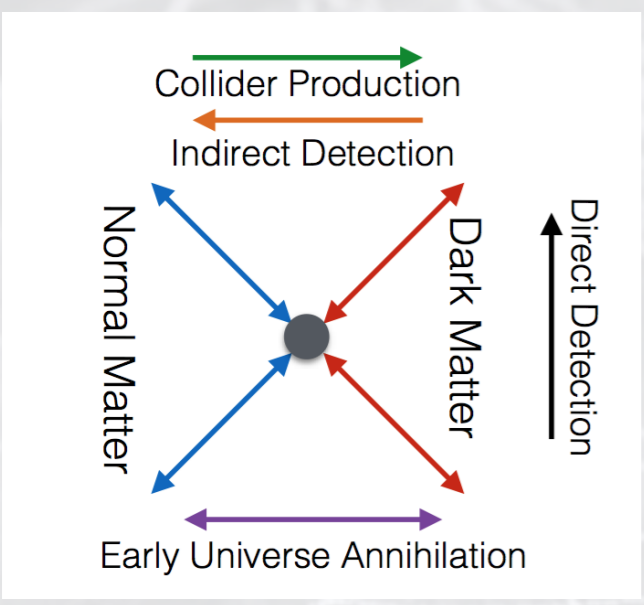 Collider Production
Indirect Detection
Normal Matter
Dark Matter
Direct Detection
Early Universe Annihilation